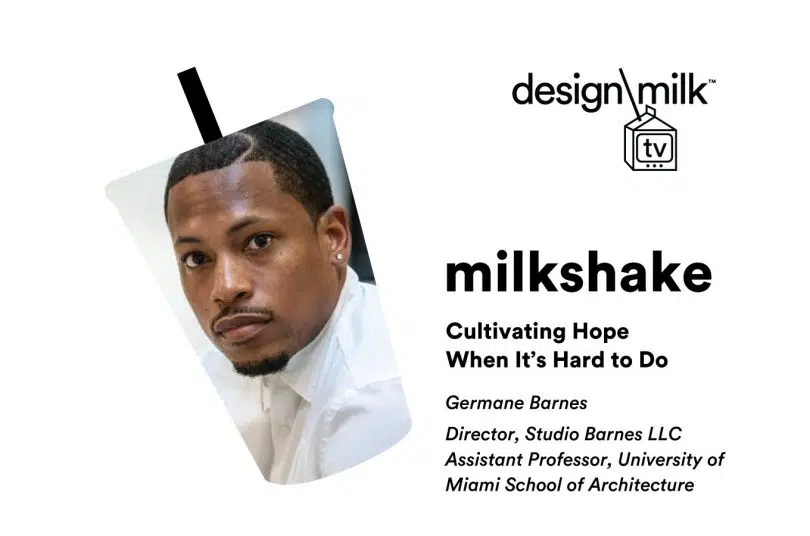 design milk™
tv
milkshake
Cultivating Hope
When It’s Hard to Do
Germane Barnes
Director, Studio Barnes LLC
Assistant Professor, University of
Miami School of Architecture